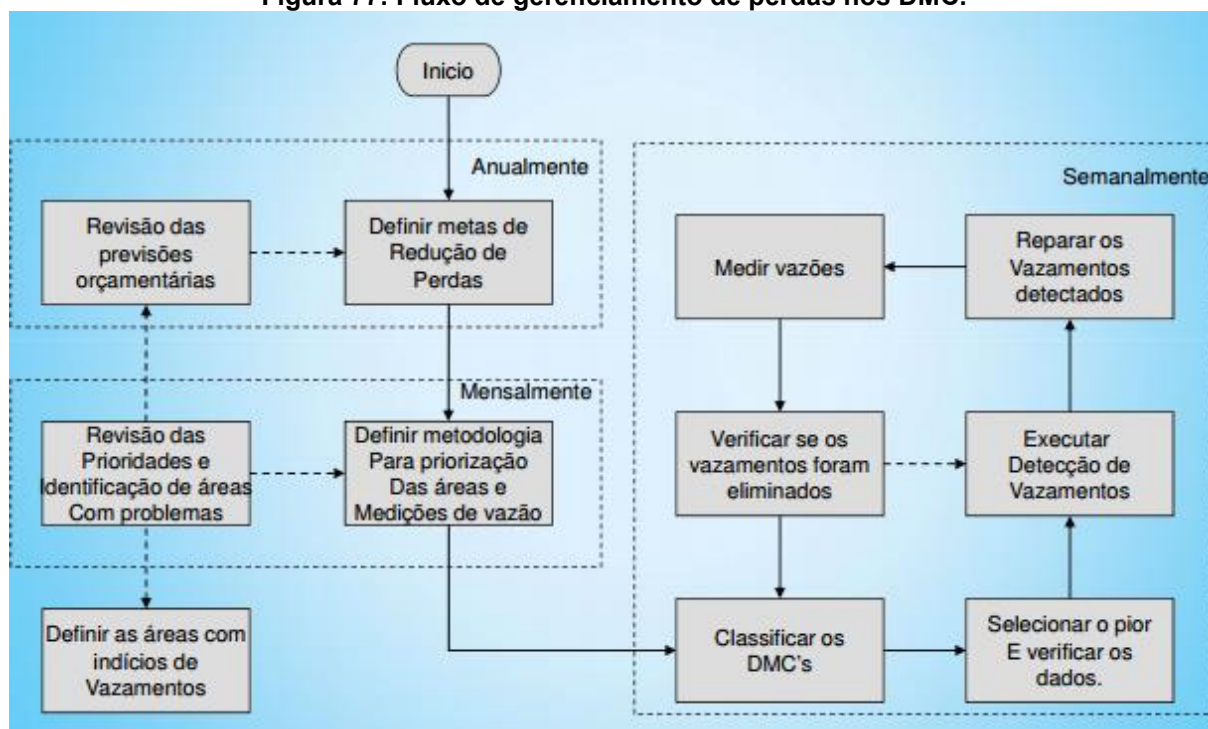 Figura 77: Fluxo de gerenciamento de perdas nos DMC.
Inicio
Anualmente
Revisão das
previsões
orçamentárias
Definir metas de
Redução de
Perdas
Mensalmente
Revisão das
Prioridades e
Identificação de áreas
Com problemas
Definir metodologia
Para priorização
Das áreas e
Medições de vazão
Definir as áreas com
indícios de
Vazamentos
Semanalmente
Medir vazões
Reparar os
Vazamentos
detectados
Verificar se os
vazamentos foram
eliminados
Executar
Detecção de
Vazamentos
Classificar os
DMC's
Selecionar o pior
E verificar os
dados.